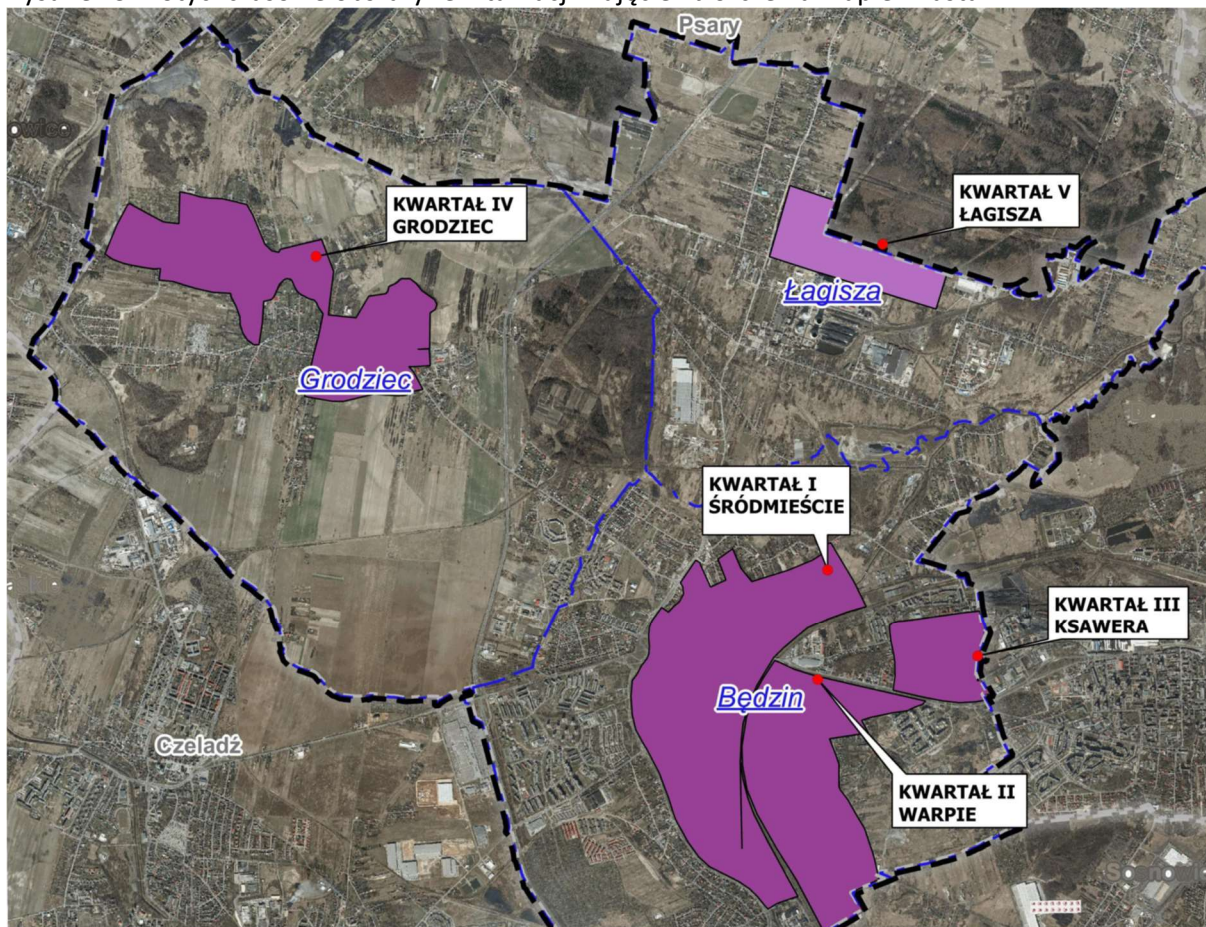 Psary
KWARTAŁ IV
GRODZIEC
KWARTAŁ V
ŁAGISZA
Łagisza
Grodziec
KWARTAŁ I
ŚRÓDMIEŚCIE
KWARTAŁ III
KSAWERA
Będzin
Czeladź
KWARTAŁ II
WARPIE